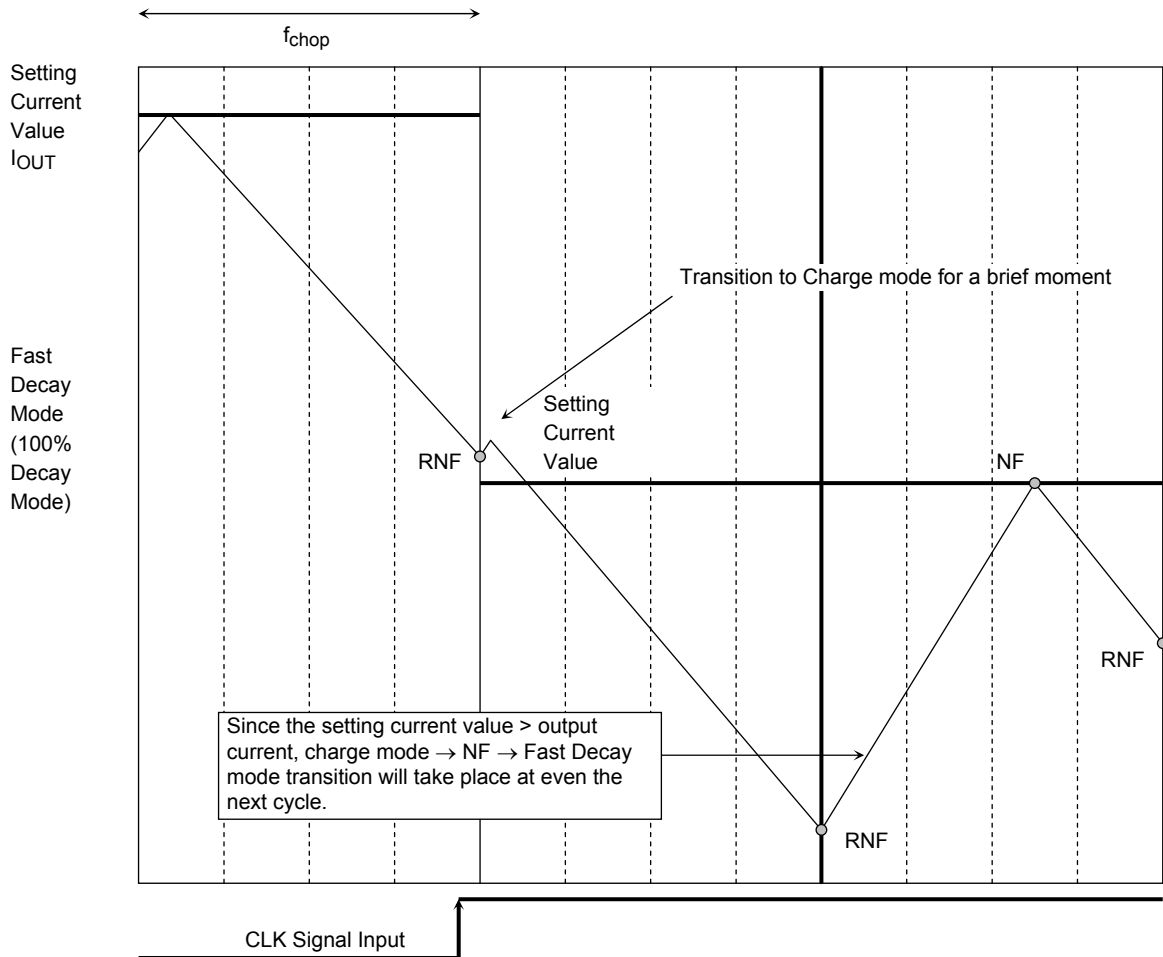 fchop
Setting
Current
Value
IOUT
Transition to Charge mode for a brief moment
Fast
Decay
Mode
(100%
Decay
Mode)
Setting
Current
Value
RNF
NF
RNF
Since the setting current value > output
current, charge mode → NF → Fast Decay
mode transition will take place at even the
next cycle.
RNF
CLK Signal Input